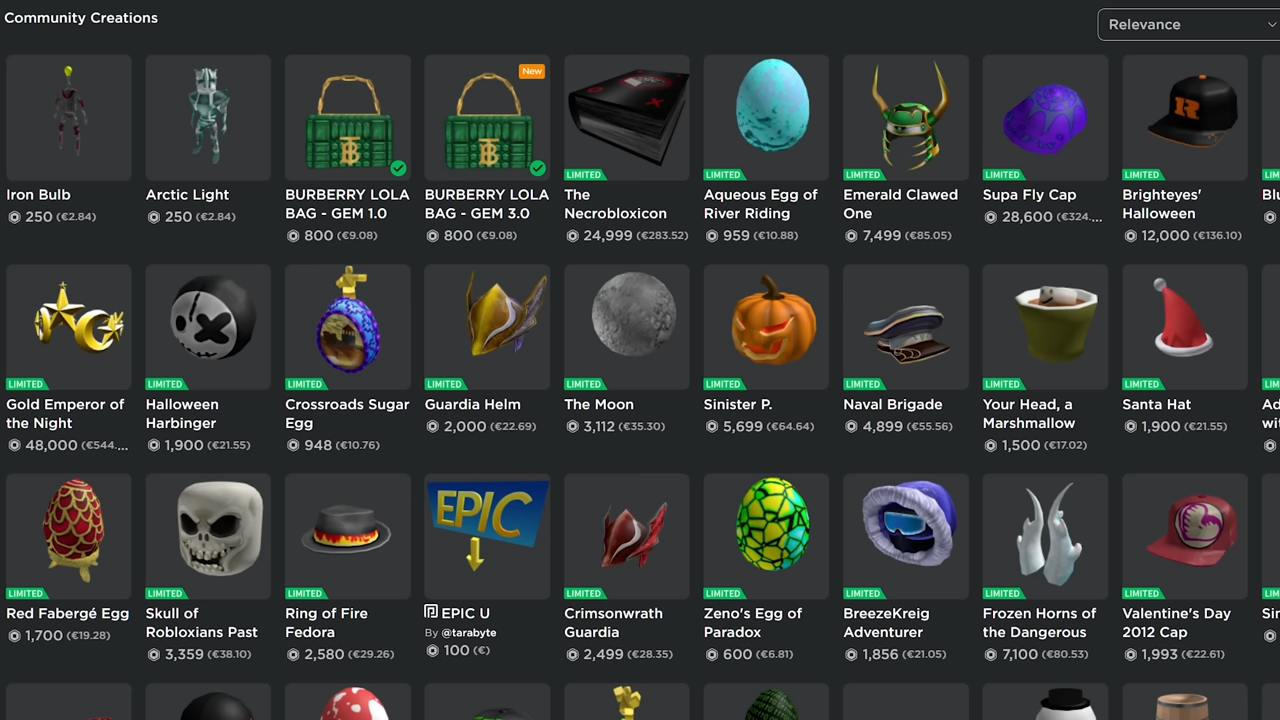 Community Creations
Relevance
New
LIMITED
LIMITED
LIMITED
LIMITED
LIMITED
Iron Bulb
250 (€2.84)
Arctic Light
250 (€2.84)
BURBERRY LOLA
BAG - GEM 1.0
800 (€9.08)
BURBERRY LOLA
BAG - GEM 3.0
800 (€9.08)
The
Necrobloxicon
24,999 (€283.52)
Aqueous Egg of
River Riding
959 (€10.88)
Emerald Clawed
One
7,499 (€85.05)
Supa Fly Cap
28,600 (€324....
Brighteyes'
Halloween
12,000 (€136.10)
LIMITED
LIMITED
LIMITED
LIMITED
LIMITED
LIMITED
LIMITED
LIMITED
LIMITED
Gold Emperor of
the Night
48,000 (€544....
Halloween
Harbinger
1,900 (€21.55)
Crossroads Sugar
Egg
948 (€10.76)
Guardia Helm
2,000 (€22.69)
The Moon
3,112 (€35.30)
Sinister P.
5,699 (€64.64)
Naval Brigade
4,899 (€55.56)
Your Head, a
Marshmallow
1,500 (€17.02)
Santa Hat
1,900 (€21.55)
EPIC
LIMITED
LIMITED
LIMITED
LIMITED
LIMITED
LIMITED
LIMITED
LIMITED
Red Fabergé Egg
1,700 (€19.28)
Skull of
Robloxians Past
3,359 (€38.10)
Ring of Fire
Fedora
2,580 (€29.26)
EPIC U
By @tarabyte
100 (€)
Crimsonwrath
Guardia
2,499 (€28.35)
Zeno's Egg of
Paradox
600 (€6.81)
BreezeKreig
Adventurer
1,856 (€21.05)
Frozen Horns of
the Dangerous
7,100 (€80.53)
Valentine's Day
2012 Cap
1,993 (€22.61)